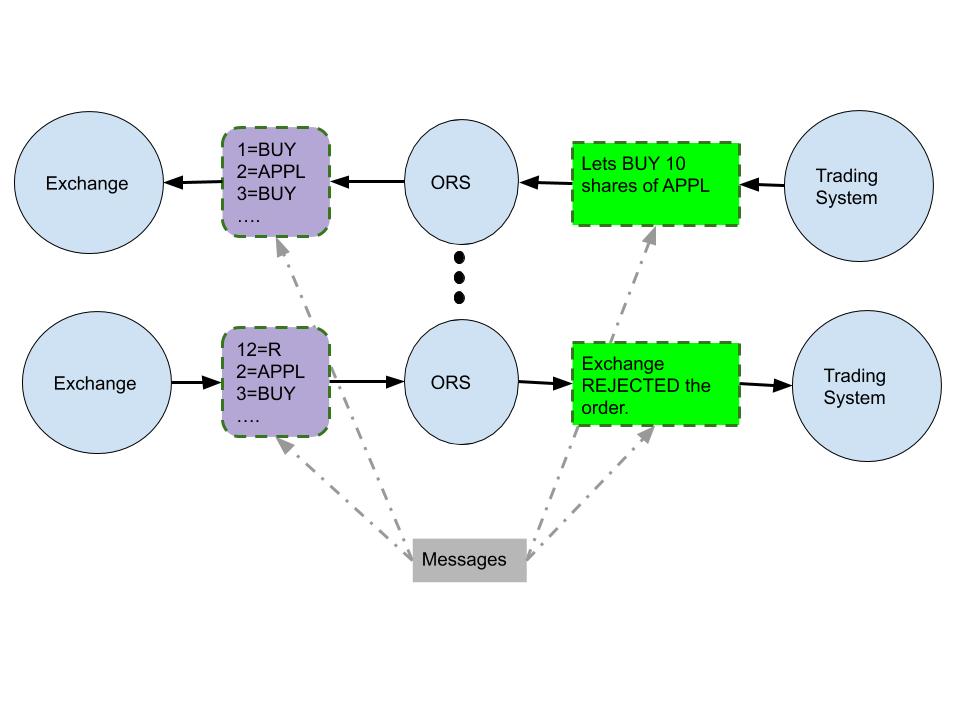 Exchange
1=BUY
2=APPL
3=BUY
....
ORS
Lets BUY 10
shares of APPL
Trading
System
Exchange
12=R
2=APPL
3=BUY
....
ORS
Exchange
REJECTED the
order.
Trading
System
Messages